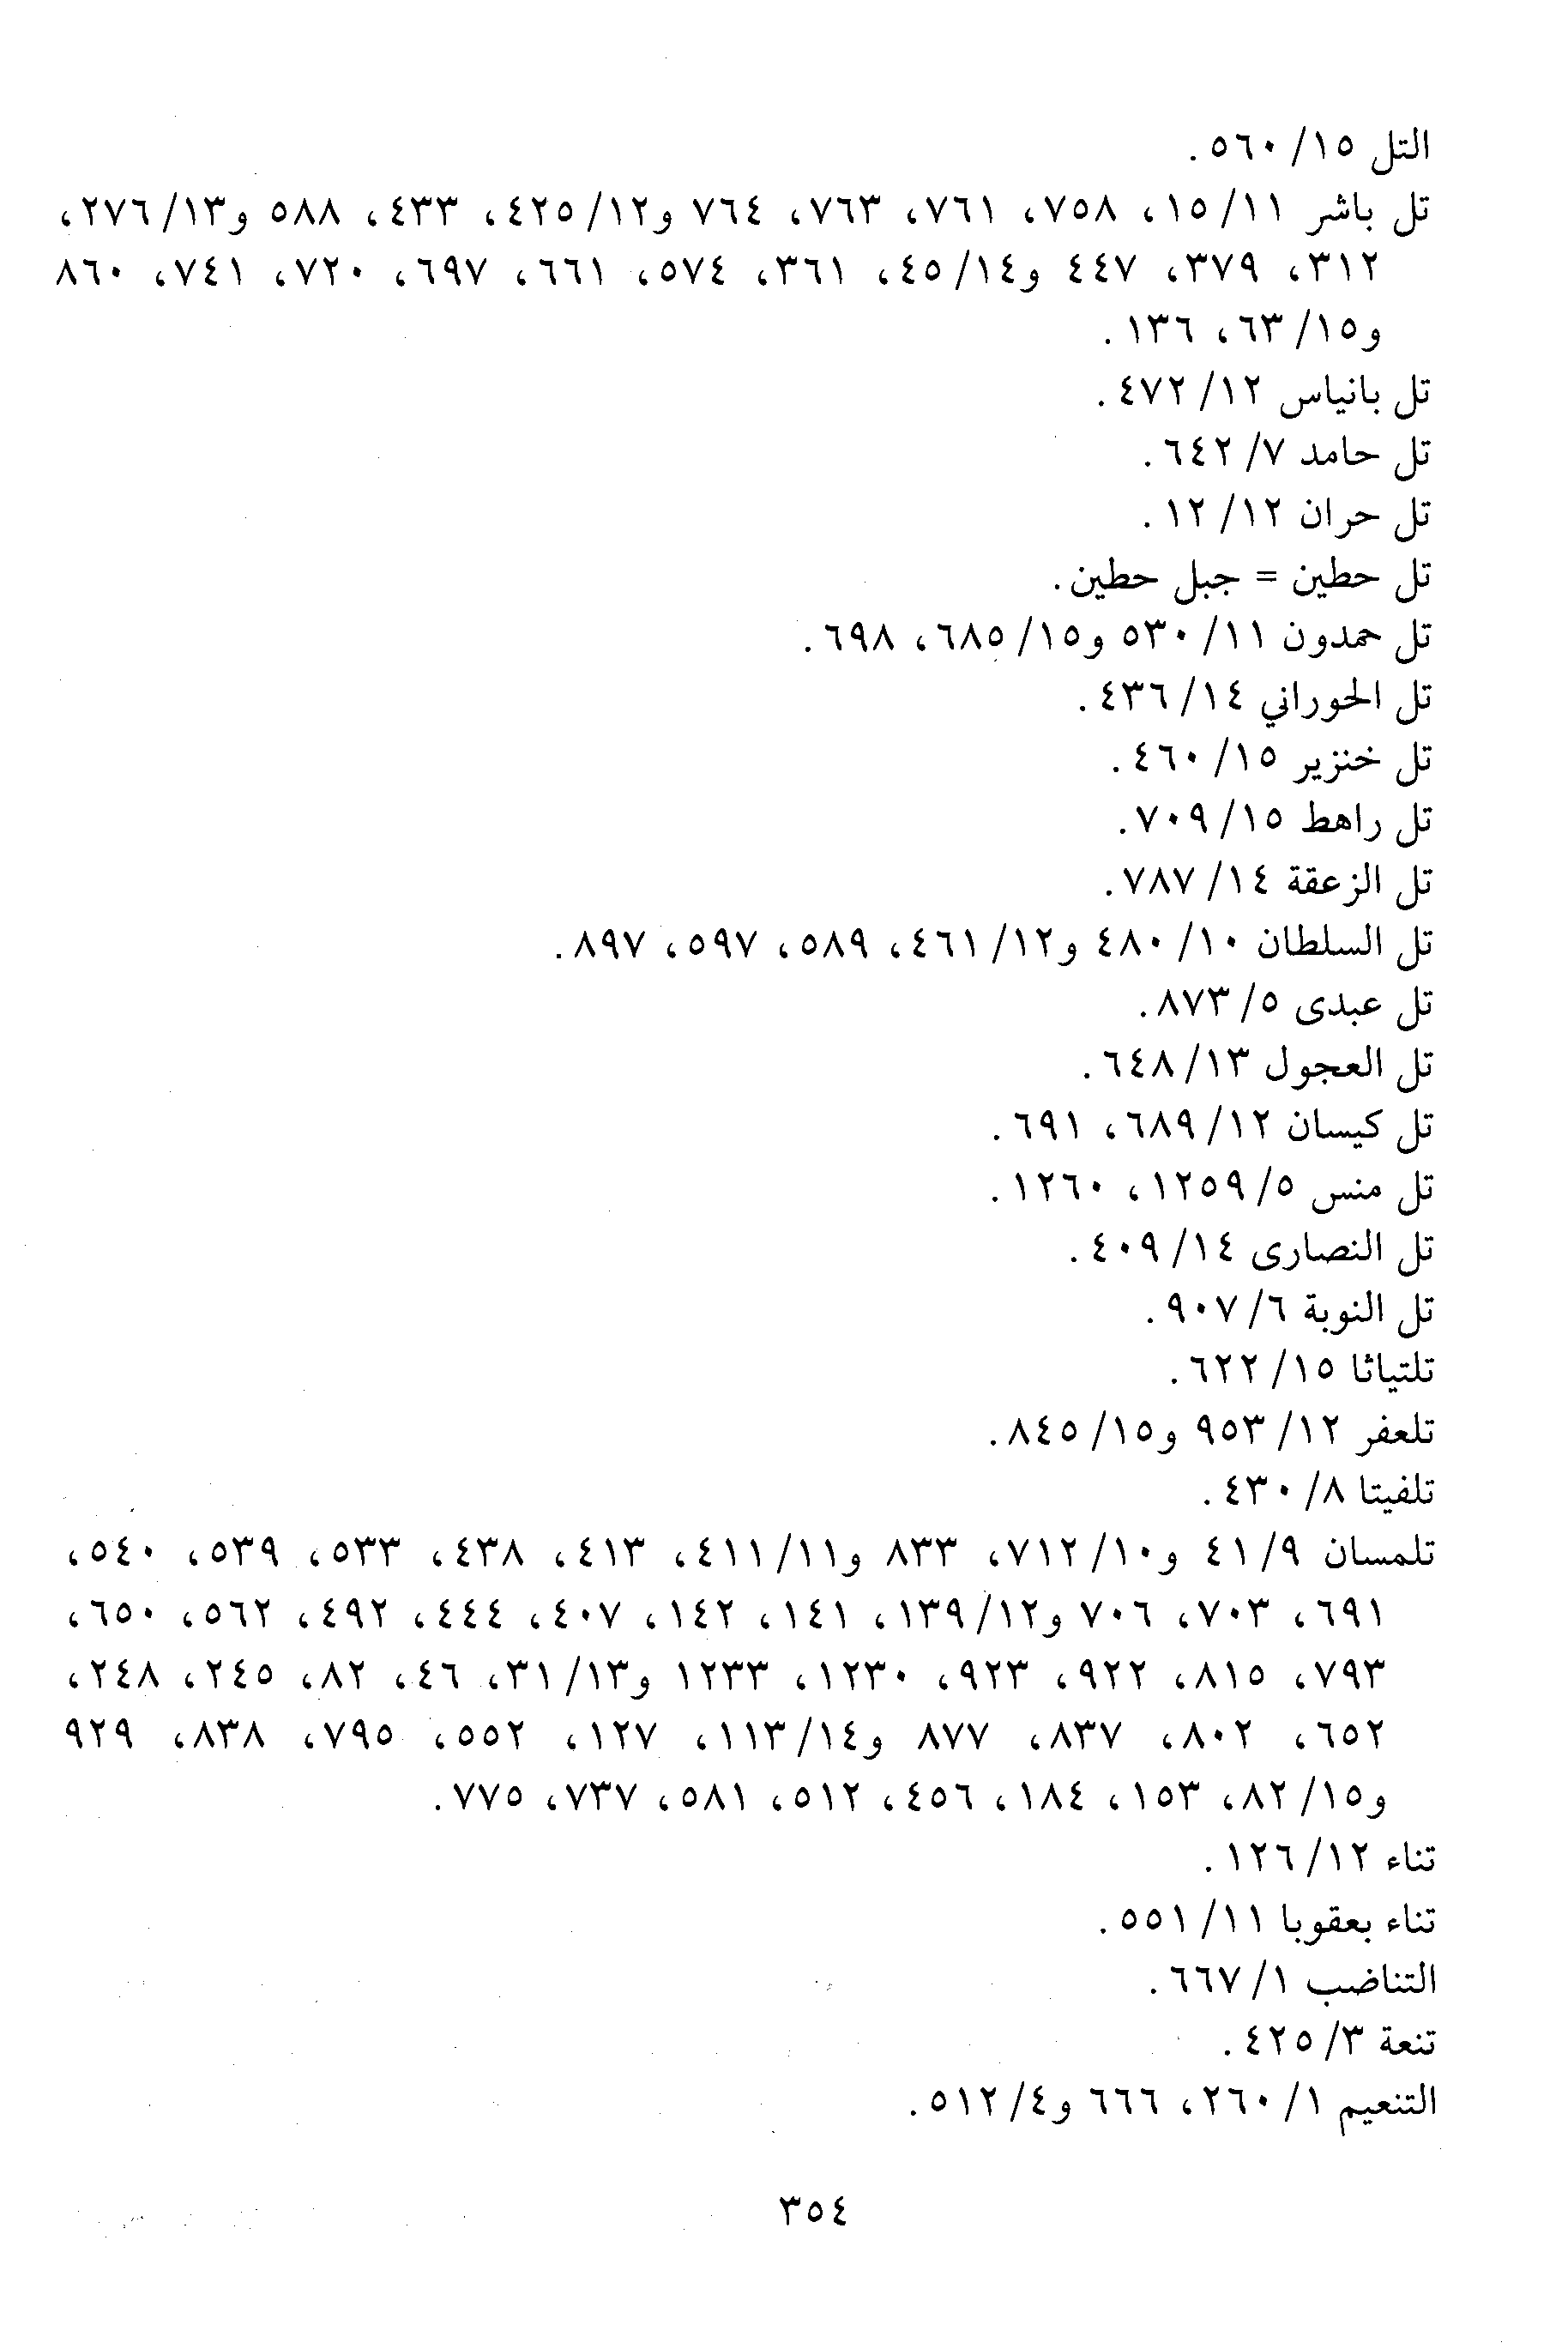 التل ١٥/ ٥٦٠.
تل باشر ١١/ ١٥، ٧٥٨، ٧٦١، ٧٦٣، ٧٦٤ و١٢/ ٤٢٥، ٤٣٣، ٥٨٨ و١٣/ ٢٧٦،
٣١٢، ٣٧٩، ٤٤٧ و١٤/ ٤٥، ٣٦١، ٥٧٤، ٦٦١، ٦٩٧، ٧٢٠، ٧٤١، ٨٦٠
و١٥/ ٦٣، ١٣٦.
تل بانياس ١٢/ ٤٧٢.
تل حامد ٧/ ٦٤٢.
تل حران ١٢/ ١٢.
تل حطين = جبل حطين.
تل حمدون ١١/ ٥٣٠ و١٥/ ٦٨٥، ٦٩٨.
تل الحوراني ١٤/ ٤٣٦.
تل خنزير ١٥/ ٤٦٠.
تل راهط ١٥/ ٧٠٩.
تل الزعقة ١٤/ ٧٨٧.
تل السلطان ١٠/ ٤٨٠ و١٢/ ٤٦١، ٥٨٩، ٥٩٧، ٨٩٧.
تل عبدى ٥/ ٨٧٣.
تل العجول ١٣/ ٦٤٨.
تل كيسان ١٢/ ٦٨٩، ٦٩١.
تل منس ٥/ ١٢٥٩، ١٢٦٠.
تل النصارى ١٤/ ٤٠٩.
تل النوبة ٦/ ٩٠٧.
تلتياثا ١٥/ ٦٢٢.
تلعفر ١٢/ ٩٥٣ و١٥/ ٨٤٥.
تلفيتا ٨/ ٤٣٠.
تلمسان ٩/ ٤١ و١٠/ ٧١٢، ٨٣٣ و١١/ ٤١١، ٤١٣، ٤٣٨، ٥٣٣، ٥٣٩، ٥٤٠،
٦٩١، ٧٠٣، ٧٠٦ و١٢/ ١٣٩، ١٤١، ١٤٢، ٤٠٧، ٤٤٤، ٤٩٢، ٥٦٢، ٦٥٠،
٧٩٣، ٨١٥، ٩٢٢، ٩٢٣، ١٢٣٠، ١٢٣٣ و١٣/ ٣١، ٤٦، ٨٢، ٢٤٥، ٢٤٨،
٦٥٢، ٨٠٢، ٨٣٧، ٨٧٧ و١٤/ ١١٣، ١٢٧، ٥٥٢، ٧٩٥، ٨٣٨، ٩٢٩
و١٥/ ٨٢، ١٥٣، ١٨٤، ٤٥٦، ٥١٢، ٥٨١، ٧٣٧، ٧٧٥.
تناء ١٢/ ١٢٦.
تناء بعقوبا ١١/ ٥٥١.
التناضب ١/ ٦٦٧.
تنعة ٣/ ٤٢٥.
التنعيم ١/ ٢٦٠، ٦٦٦ و٤/ ٥١٢.
٣٥٤